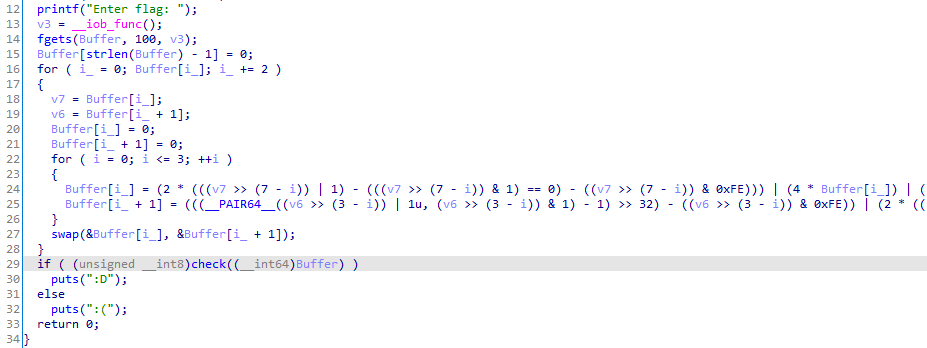 12 printf("Enter flag: ");
13 v3 = __iob_func();
14 fgets(Buffer, 100, v3);
15 Buffer[strlen(Buffer) - 1] = 0;
16 for ( i_ = 0; Buffer[i_]; i_ += 2 )
17 {
18 v7 = Buffer[i_];
19 v6 = Buffer[i_ + 1];
20 Buffer[i_] = 0;
21 Buffer[i_ + 1] = 0;
22 for ( i = 0; i <= 3; ++i )
23 {
24 Buffer[i_] = (2 * (((v7 >> (7 - i)) | 1) - (((v7 >> (7 - i)) & 1) == 0) - ((v7 >> (7 - i)) & 0xFE))) | (4 * Buffer[i_]) | (
25 Buffer[i_ + 1] = (((__PAIR64__((v6 >> (3 - i)) | 1u, (v6 >> (3 - i)) & 1) - 1) >> 32) - ((v6 >> (3 - i)) & 0xFE)) | (2 * ((
26 }
27 swap(&Buffer[i_], &Buffer[i_ + 1]);
28 }
29 if ( (unsigned __int8)check((__int64)Buffer) )
30 puts(":D");
31 else
32 puts(":(");
33 return 0;
34 }